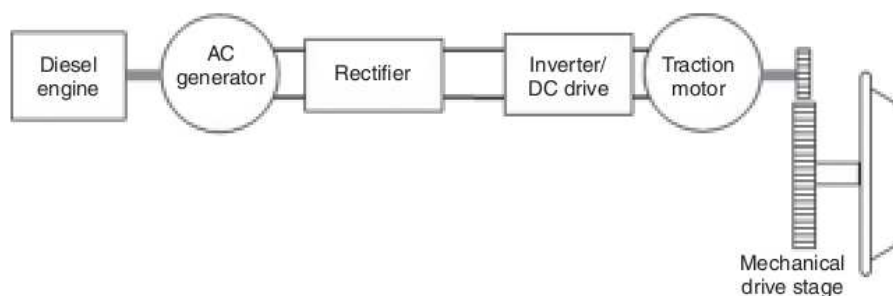 Diesel
engine
AC
generator
Rectifier
Inverter/
DC drive
Traction
motor
Mechanical
drive stage